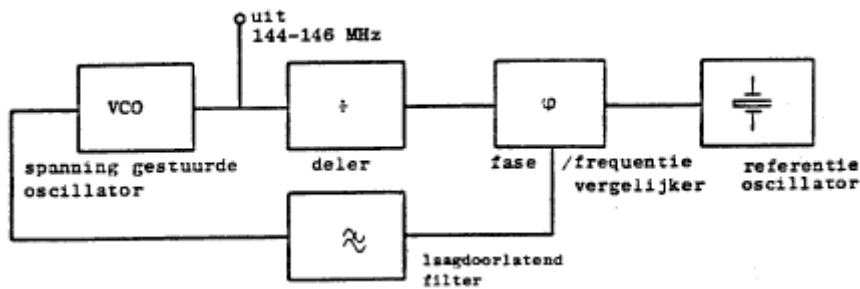 uit
144-146 MHz
VCO
÷
φ
spanning gestuurde
oscillator
deler
fase /frequentie
vergelijker
referentie
oscillator
laagdoorlatend
filter